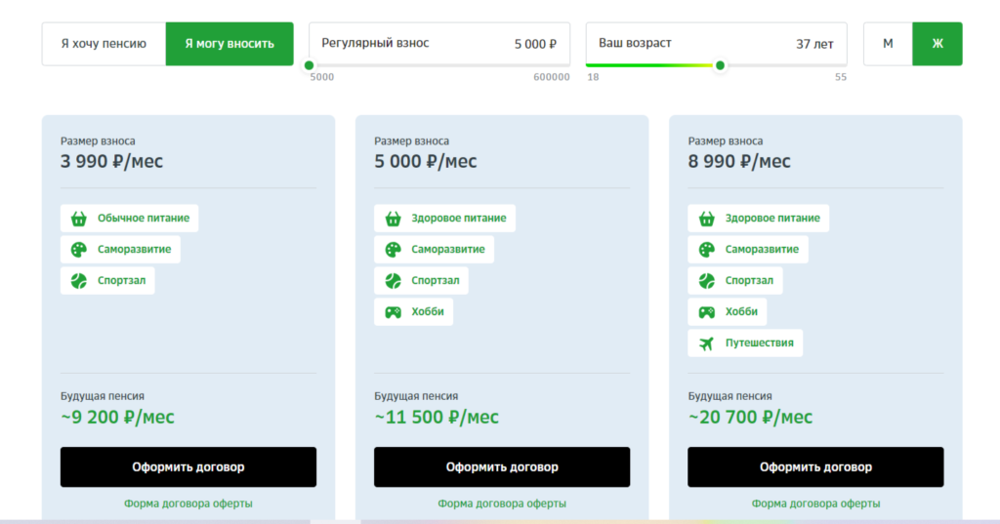 Я хочу пенсию
Я могу вносить
Регулярный взнос
5 000 ₽
5000
600000
Ваш возраст
37 лет
18
55
М
Ж
Размер взноса
3 990 ₽/мес
Обычное питание
Саморазвитие
Спортзал
Будущая пенсия
~9 200 ₽/мес
Оформить договор
Форма договора оферты
Размер взноса
5 000 ₽/мес
Здоровое питание
Саморазвитие
Спортзал
Хобби
Будущая пенсия
~11 500 ₽/мес
Оформить договор
Форма договора оферты
Размер взноса
8 990 ₽/мес
Здоровое питание
Саморазвитие
Спортзал
Хобби
Путешествия
Будущая пенсия
~20 700 ₽/мес
Оформить договор
Форма договора оферты